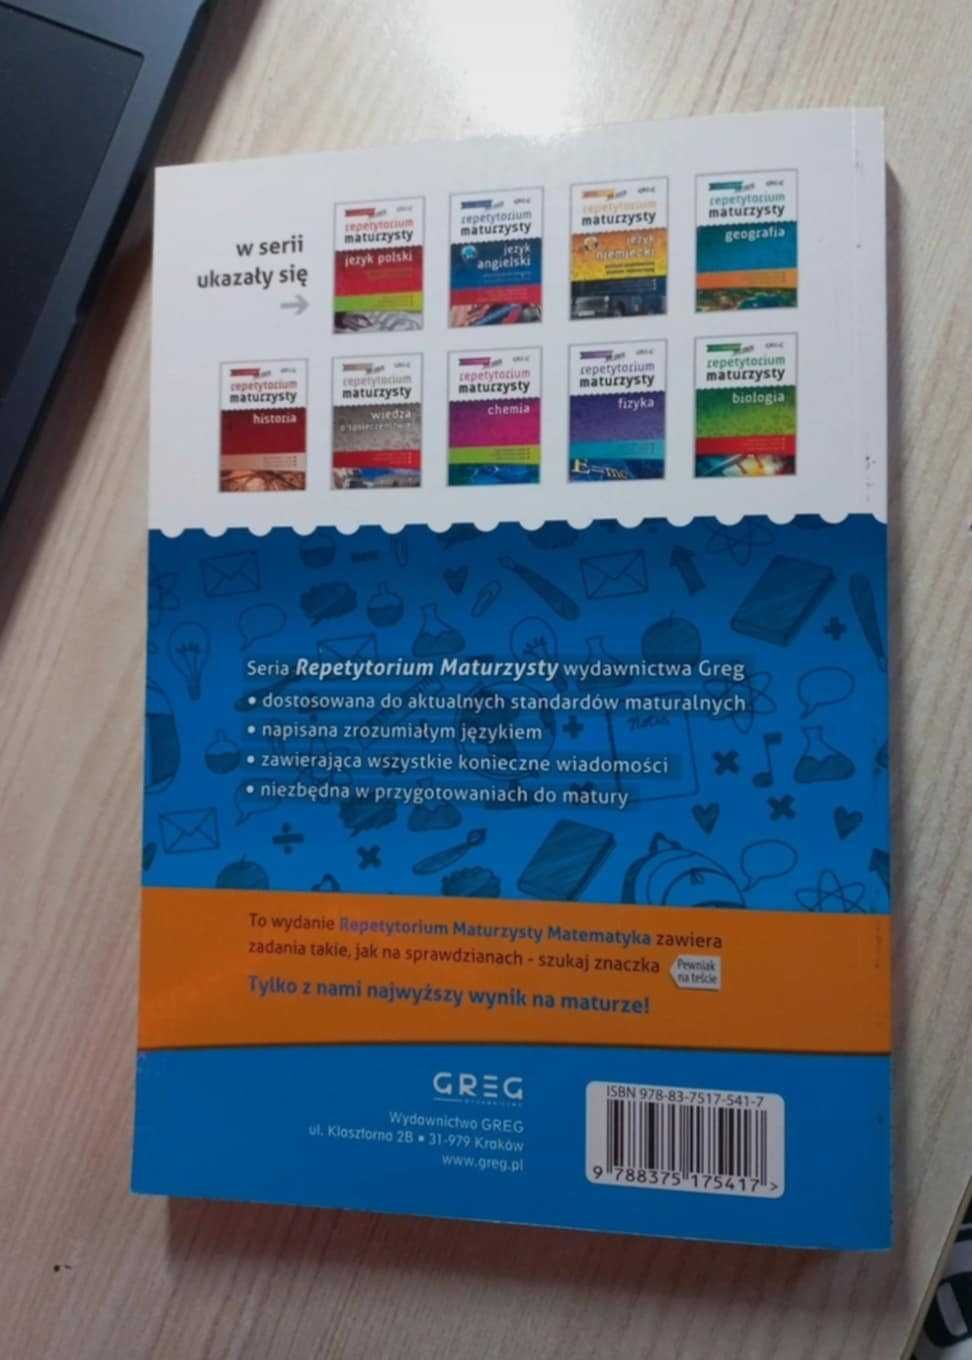 w serii
ukazały się
repetytorium
maturzysty
język polski
repetytorium
maturzysty
język
angielski
repetytorium
maturzysty
język
niemiecki
repetytorium
maturzysty
geografia
repetytorium
maturzysty
historia
repetytorium
maturzysty
wiedza
o społeczeństwie
repetytorium
maturzysty
chemia
repetytorium
maturzysty
fizyka
E=mc
repetytorium
maturzysty
biologia
Notes
Seria Repetytorium Maturzysty wydawnictwa Greg
• dostosowana do aktualnych standardów maturalnych
• napisana zrozumiałym językiem
• zawierająca wszystkie konieczne wiadomości
• niezbędna w przygotowaniach do matury
To wydanie Repetytorium Maturzysty Matematyka zawiera
zadania takie, jak na sprawdzianach - szukaj znaczka
Pewniak
na teście
Tylko z nami najwyższy wynik na maturze!
GREG
WYDAWNICTWO
Wydawnictwo GREG
ul. Klasztorna 2B • 31-979 Kraków
www.greg.pl
ISBN 978-83-7517-541-7
9 788375 175417 >